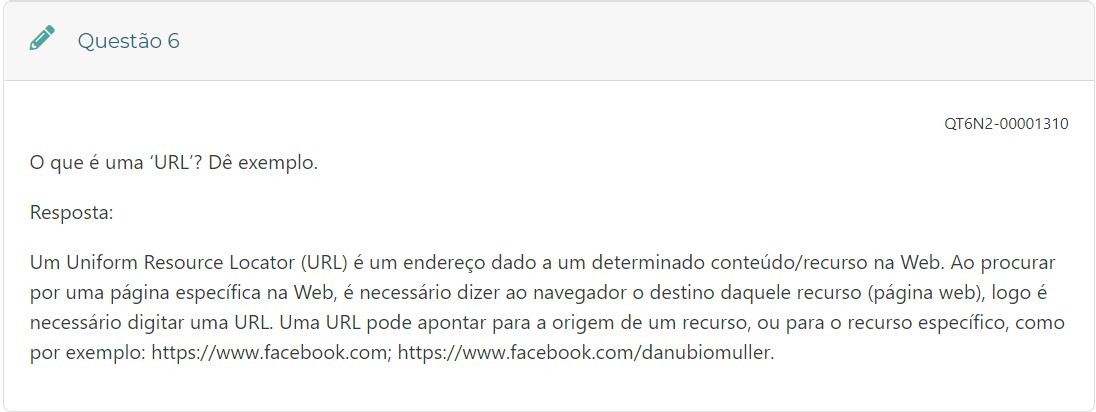 Questão 6
QT6N2-00001310
O que é uma ‘URL’? Dê exemplo.
Resposta:
Um Uniform Resource Locator (URL) é um endereço dado a um determinado conteúdo/recurso na Web. Ao procurar
por uma página específica na Web, é necessário dizer ao navegador o destino daquele recurso (página web), logo é
necessário digitar uma URL. Uma URL pode apontar para a origem de um recurso, ou para o recurso específico, como
por exemplo: https://www.facebook.com; https://www.facebook.com/danubiomuller.